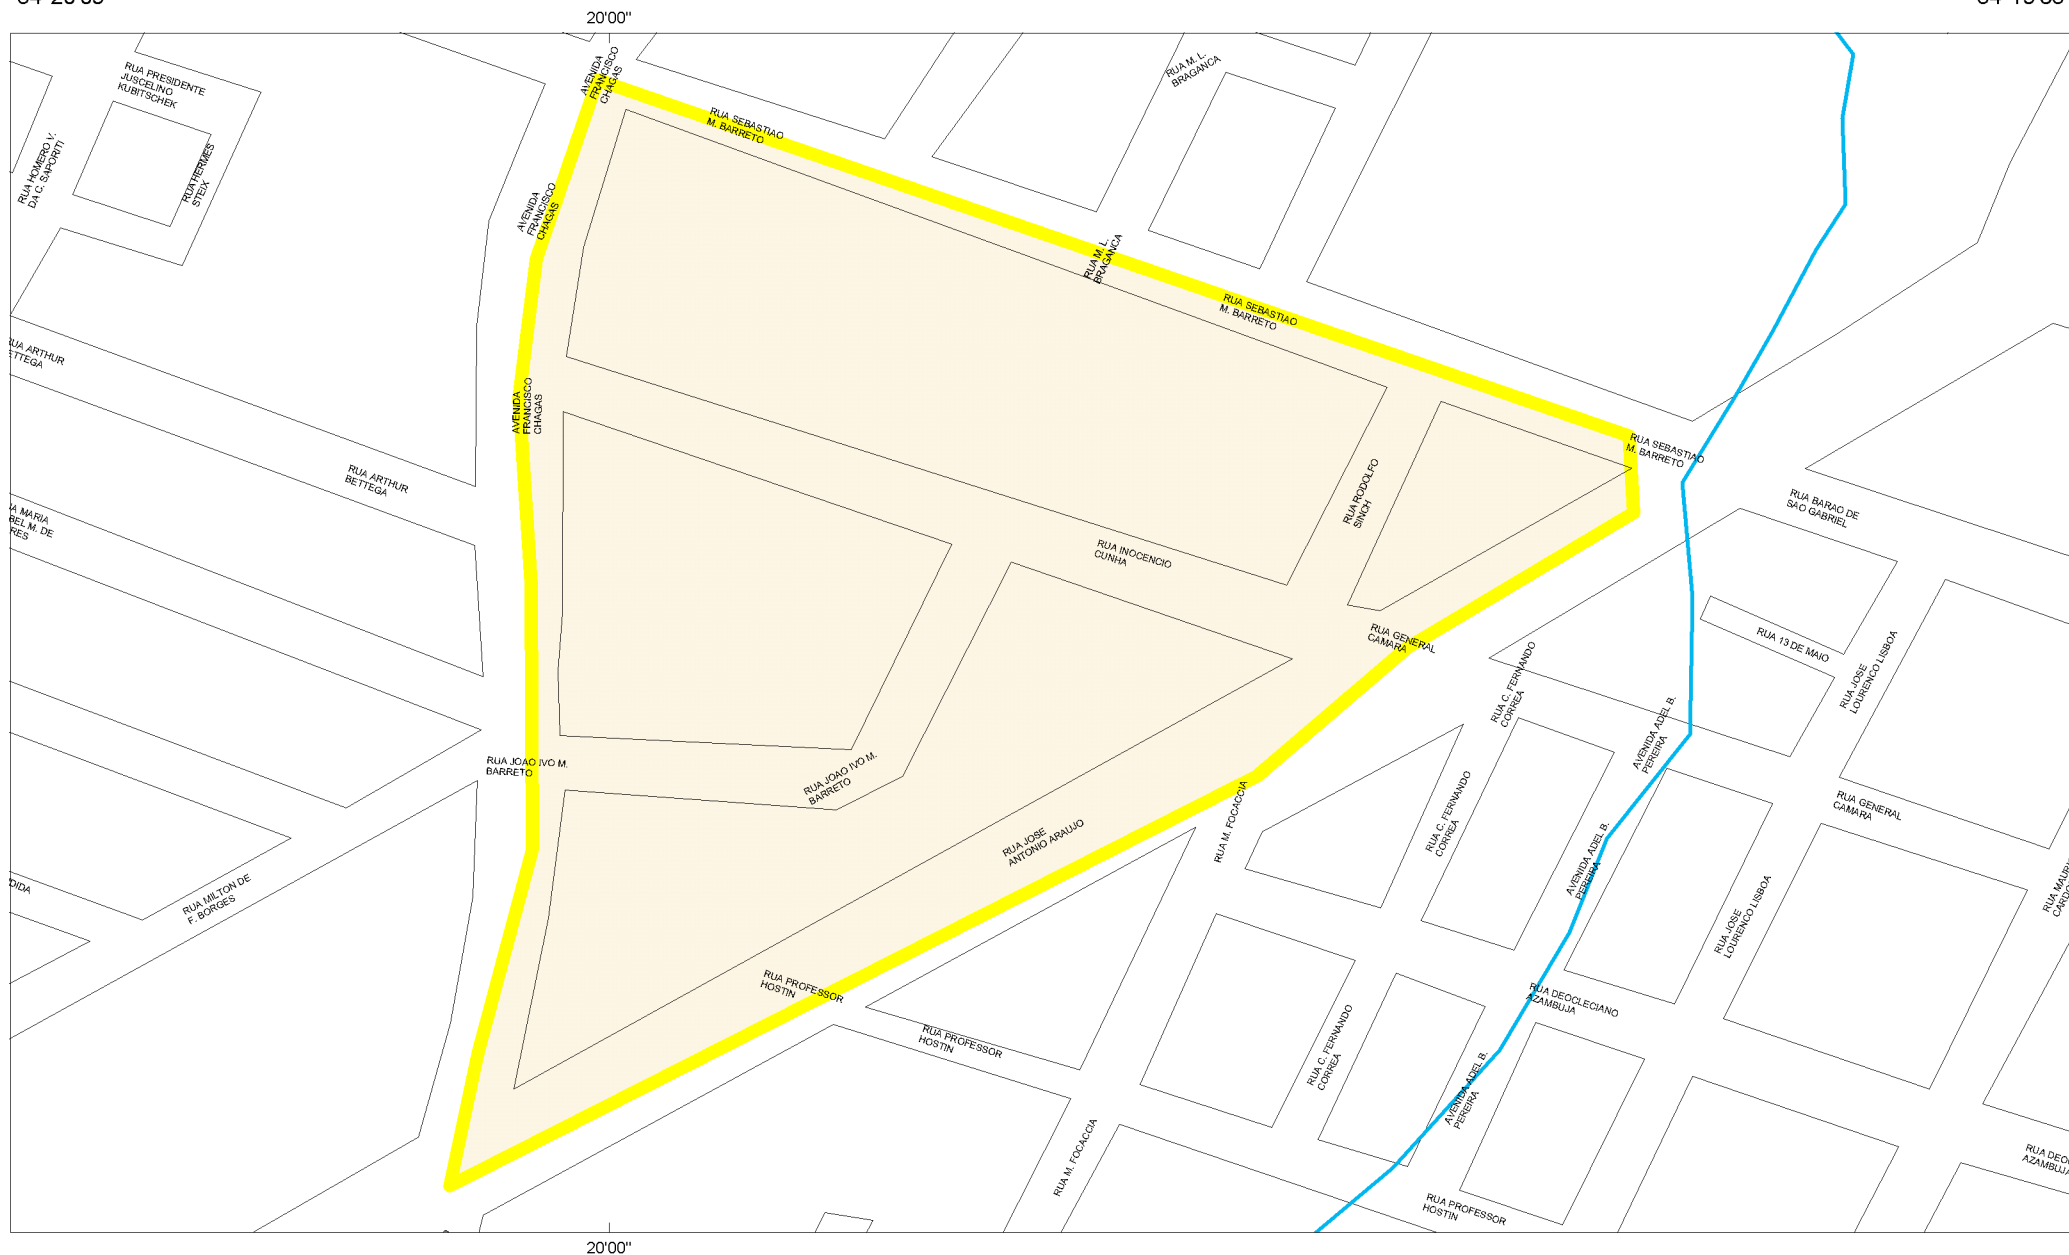 20'00"
AVENIDA
FRANCISCO
CHAGAS
RUA PRESIDENTE
JUSCELINO
KUBITSCHEK
RUA M. L.
BRAGANCA
RUA SEBASTIAO
M. BARRETO
RUA HOMERO V.
DA C. SAPORITI
RUA HERMES
STEIX
AVENIDA
FRANCISCO
CHAGAS
RUA M. L.
BRAGANCA
RUA SEBASTIAO
M. BARRETO
RUA ARTHUR
BETTEGA
AVENIDA
FRANCISCO
CHAGAS
RUA SEBASTIAO
M. BARRETO
RUA ARTHUR
BETTEGA
RUA RODOLFO
SINCH
RUA BARAO DE
SAO GABRIEL
MARIA
M. DE
RUA INOCENCIO
CUNHA
RUA GENERAL
CAMARA
RUA 13 DE MAIO
RUA C. FERNANDO
CORREA
RUA JOSE
LOURENCO LISBOA
AVENIDA ADEL B.
PEREIRA
RUA JOAO IVO M.
BARRETO
RUA JOAO IVO M.
BARRETO
RUA M. FOCACCIA
RUA C. FERNANDO
CORREA
RUA GENERAL
CAMARA
RUA JOSE
ANTONIO ARAUJO
AVENIDA ADEL B.
PEREIRA
RUA MILTON DE
F. BORGES
RUA JOSE
LOURENCO LISBOA
RUA
RUA PROFESSOR
HOSTIN
RUA DEOCLECIANO
AZAMBUJA
RUA PROFESSOR
HOSTIN
RUA C. FERNANDO
CORREA
AVENIDA ADEL B.
PEREIRA
RUA M. FOCACCIA
RUA
AZAMBUJA
RUA PROFESSOR
HOSTIN
20'00"